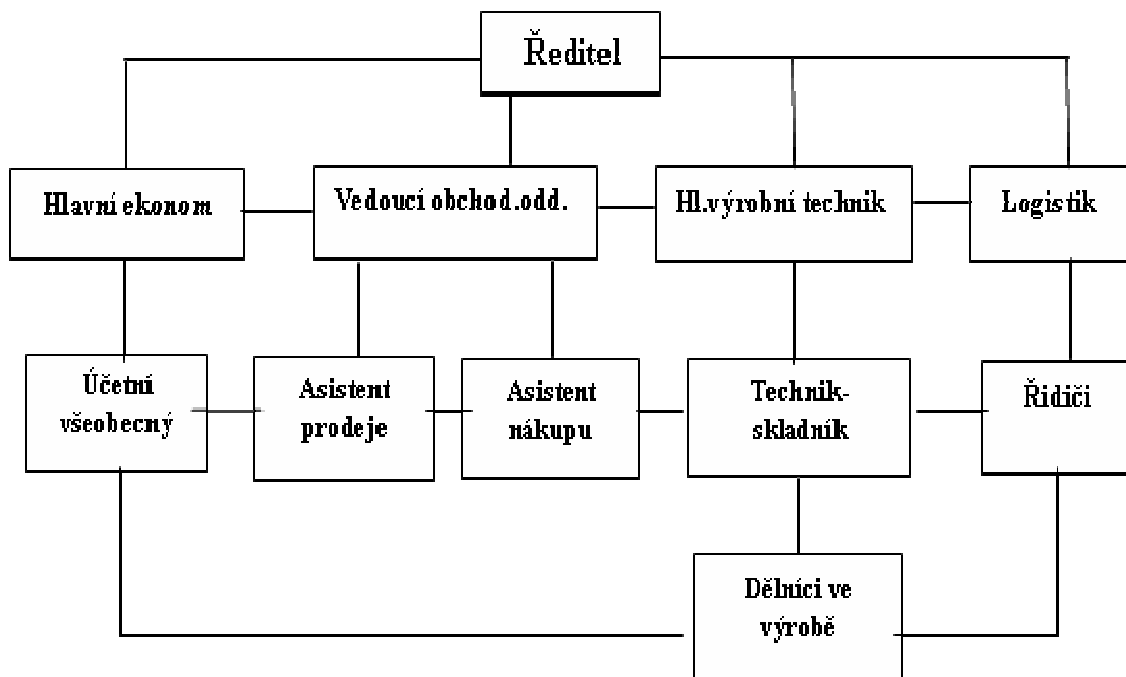 Ředitel
Hlavní ekonom
Vedoucí obchod.odd.
Hl.výrobní technik
Logistik
Účetní
všeobecný
Asistent
prodeje
Asistent
nákupu
Technik-
skladník
Řidiči
Dělníci ve
výrobě